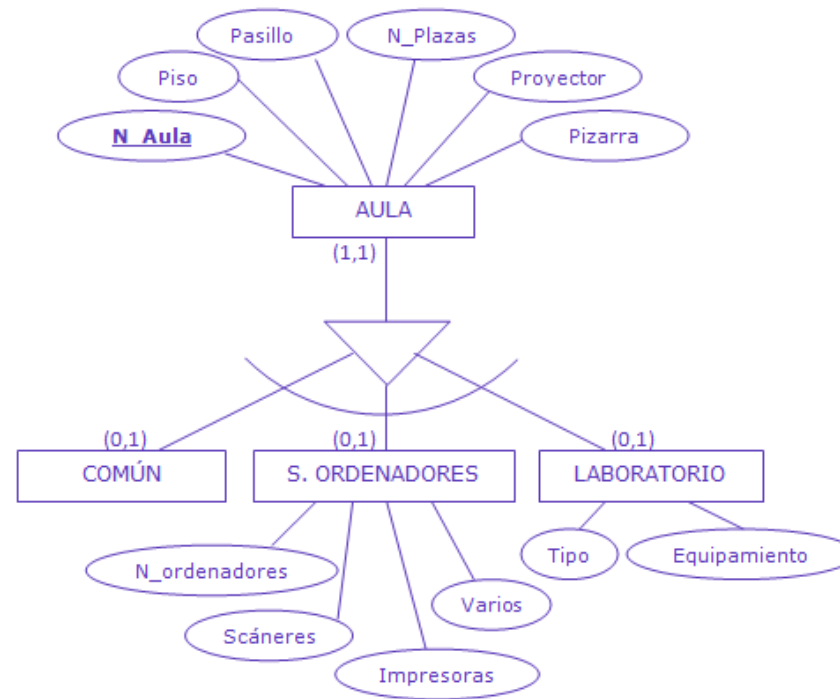 Pasillo
N_Plazas
Piso
Proyector
N_Aula
Pizarra
AULA
(1,1)
(0,1)
(0,1)
(0,1)
COMÚN
S. ORDENADORES
LABORATORIO
N_ordenadores
Tipo
Equipamiento
Varios
Scáneres
Impresoras